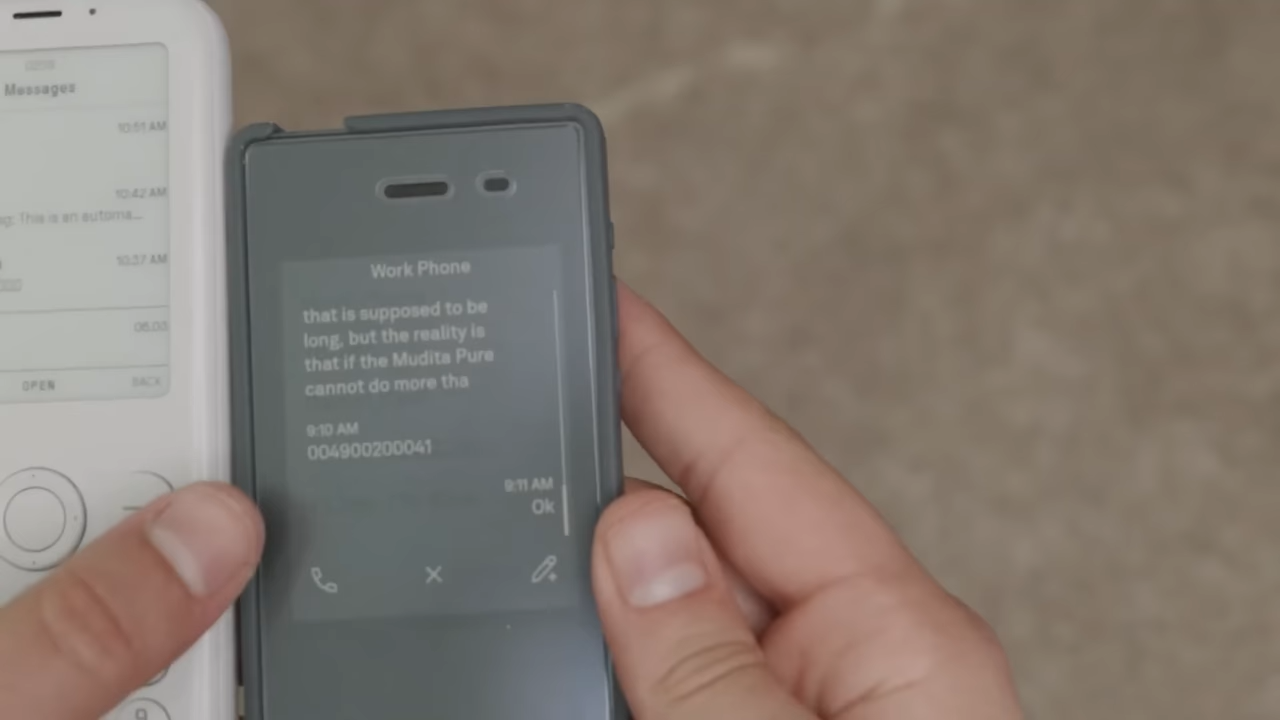 Messages
10:51 AM
10:42 AM
g: This is an automa...
10:37 AM
OPEN
BACK
9
Work Phone
that is supposed to be
long, but the reality is
that if the Mudita Pure
cannot do more tha
9:10 AM
004900200041
9:11 AM
Ok